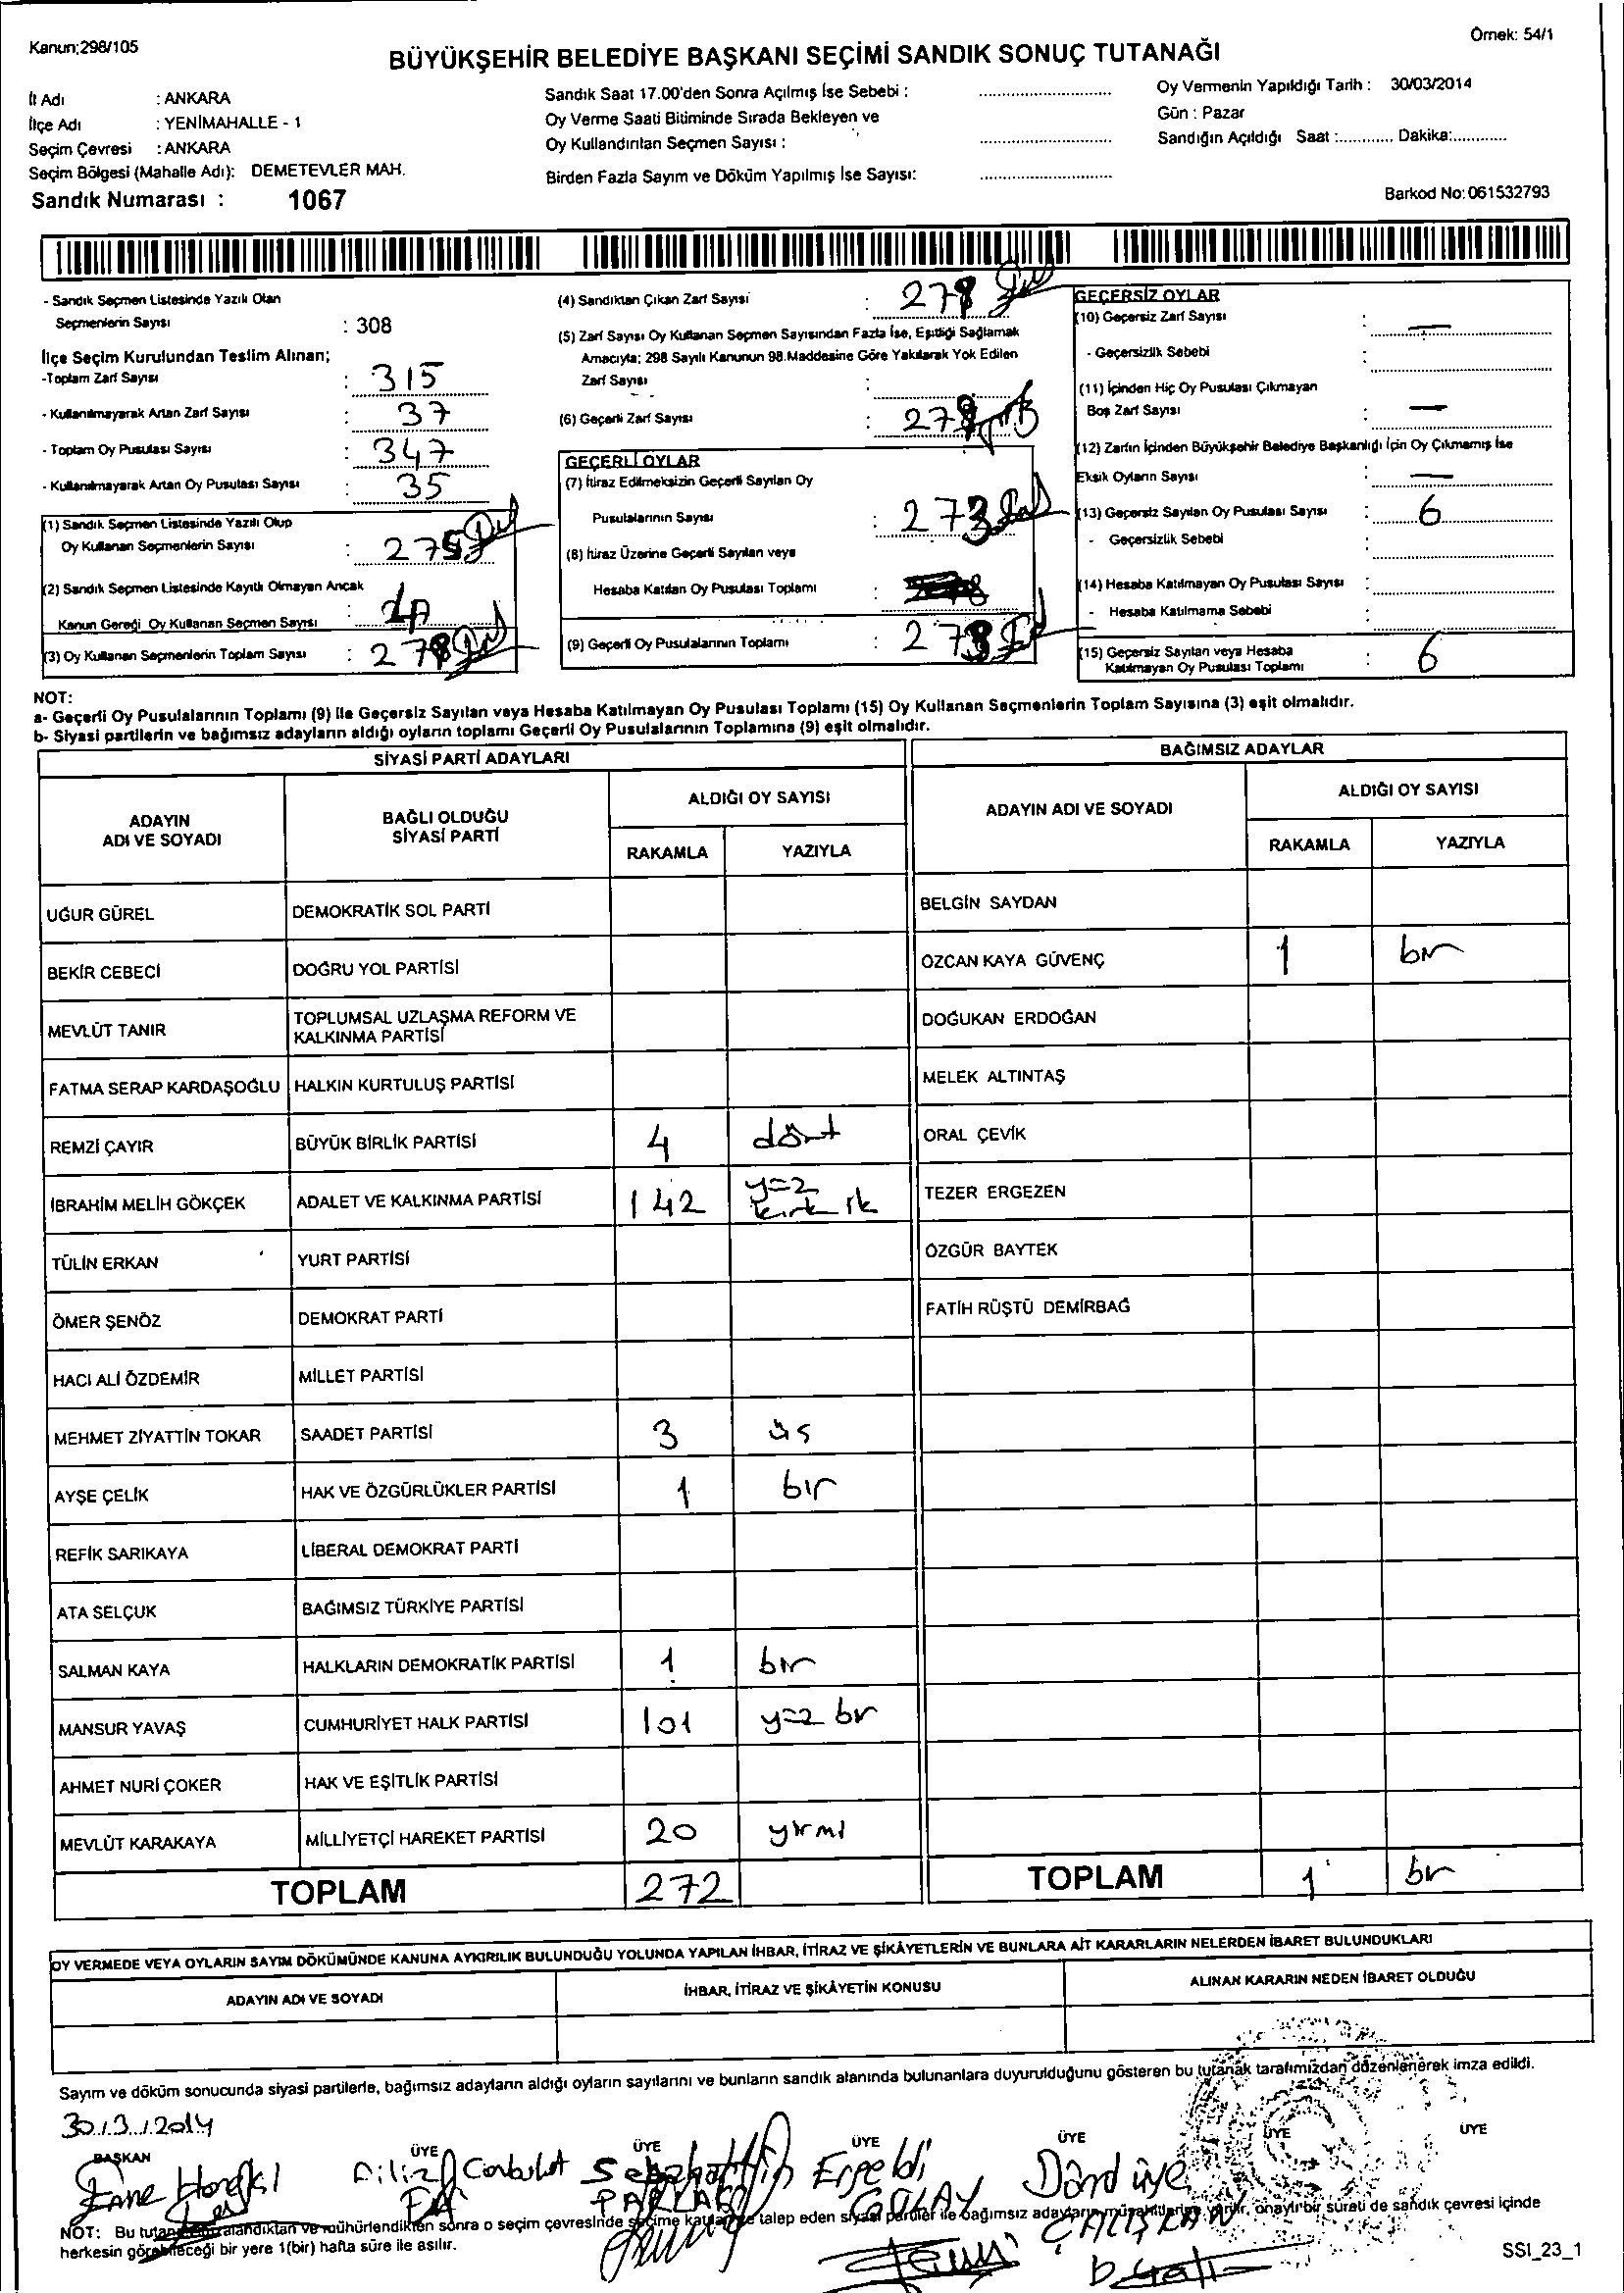 Kanun;298/105
Örnek: 54/1
BÜYÜKŞEHİR BELEDİYE BAŞKANI SEÇİMİ SANDIK SONUÇ TUTANAĞI
İl Adı : ANKARA
İlçe Adı : YENİMAHALLE - 1
Seçim Çevresi : ANKARA
Seçim Bölgesi (Mahalle Adı): DEMETEVLER MAH.
Sandık Numarası : 1067
Sandık Saat 17.00'den Sonra Açılmış İse Sebebi :
Oy Verme Saati Bitiminde Sırada Bekleyen ve
Oy Kullandırılan Seçmen Sayısı :
Birden Fazla Sayım ve Döküm Yapılmış İse Sayısı:
Oy Vermenin Yapıldığı Tarih : 30/03/2014
Gün : Pazar
Sandığın Açıldığı Saat :............ Dakika:............
Barkod No: 061532793
- Sandık Seçmen Listesinde Yazılı Olan
Seçmenlerin Sayısı : 308
İlçe Seçim Kurulundan Teslim Alınan;
-Toplam Zarf Sayısı : 315
- Kullanılmayarak Artan Zarf Sayısı : 37
- Toplam Oy Pusulası Sayısı : 347
- Kullanılmayarak Artan Oy Pusulası Sayısı : 35
(1) Sandık Seçmen Listesinde Yazılı Olup
Oy Kullanan Seçmenlerin Sayısı : 275
(2) Sandık Seçmen Listesinde Kayıtlı Olmayan Ancak
Kanun Gereği Oy Kullanan Seçmen Sayısı :
(3) Oy Kullanan Seçmenlerin Toplam Sayısı : 278
(4) Sandıktan Çıkan Zarf Sayısı : 278
(5) Zarf Sayısı Oy Kullanan Seçmen Sayısından Fazla İse, Eşitliği Sağlamak
Amacıyla; 298 Sayılı Kanunun 98.Maddesine Göre Yakılarak Yok Edilen
Zarf Sayısı :
(6) Geçerli Zarf Sayısı : 278
GEÇERLİ OYLAR
(7) İtiraz Edilmeksizin Geçerli Sayılan Oy
Pusulalarının Sayısı : 273
(8) İtiraz Üzerine Geçerli Sayılan veya
Hesaba Katılan Oy Pusulası Toplamı :
(9) Geçerli Oy Pusulalarının Toplamı : 273
GEÇERSİZ OYLAR
(10) Geçersiz Zarf Sayısı : —
- Geçersizlik Sebebi :
(11) İçinden Hiç Oy Pusulası Çıkmayan
Boş Zarf Sayısı : —
(12) Zarfın İçinden Büyükşehir Belediye Başkanlığı İçin Oy Çıkmamış İse
Eksik Oyların Sayısı : —
(13) Geçersiz Sayılan Oy Pusulası Sayısı : 6
- Geçersizlik Sebebi :
(14) Hesaba Katılmayan Oy Pusulası Sayısı :
- Hesaba Katılmama Sebebi :
(15) Geçersiz Sayılan veya Hesaba
Katılmayan Oy Pusulası Toplamı : 6
NOT:
a- Geçerli Oy Pusulalarının Toplamı (9) ile Geçersiz Sayılan veya Hesaba Katılmayan Oy Pusulası Toplamı (15) Oy Kullanan Seçmenlerin Toplam Sayısına (3) eşit olmalıdır.
b- Siyasi partilerin ve bağımsız adayların aldığı oyların toplamı Geçerli Oy Pusulalarının Toplamına (9) eşit olmalıdır.
SİYASİ PARTİ ADAYLARI
ADAYIN ADI VE SOYADI
BAĞLI OLDUĞU SİYASİ PARTİ
ALDIĞI OY SAYISI
RAKAMLA YAZIYLA
UĞUR GÜREL DEMOKRATİK SOL PARTİ
BEKİR CEBECİ DOĞRU YOL PARTİSİ
MEVLÜT TANIR TOPLUMSAL UZLAŞMA REFORM VE
KALKINMA PARTİSİ
FATMA SERAP KARDAŞOĞLU HALKIN KURTULUŞ PARTİSİ
REMZİ ÇAYIR BÜYÜK BİRLİK PARTİSİ 4 dört
İBRAHİM MELİH GÖKÇEK ADALET VE KALKINMA PARTİSİ 142 yüz
kırk ik
TÜLİN ERKAN YURT PARTİSİ
ÖMER ŞENÖZ DEMOKRAT PARTİ
HACI ALİ ÖZDEMİR MİLLET PARTİSİ
MEHMET ZİYATTİN TOKAR SAADET PARTİSİ 3 üç
AYŞE ÇELİK HAK VE ÖZGÜRLÜKLER PARTİSİ 1 bir
REFİK SARIKAYA LİBERAL DEMOKRAT PARTİ
ATA SELÇUK BAĞIMSIZ TÜRKİYE PARTİSİ
SALMAN KAYA HALKLARIN DEMOKRATİK PARTİSİ 1 bir
MANSUR YAVAŞ CUMHURİYET HALK PARTİSİ 101 yüz bir
AHMET NURİ ÇOKER HAK VE EŞİTLİK PARTİSİ
MEVLÜT KARAKAYA MİLLİYETÇİ HAREKET PARTİSİ 20 yirmi
TOPLAM 272
BAĞIMSIZ ADAYLAR
ADAYIN ADI VE SOYADI
ALDIĞI OY SAYISI
RAKAMLA YAZIYLA
BELGİN SAYDAN
ÖZCAN KAYA GÜVENÇ 1 bir
DOĞUKAN ERDOĞAN
MELEK ALTINTAŞ
ORAL ÇEVİK
TEZER ERGEZEN
ÖZGÜR BAYTEK
FATİH RÜŞTÜ DEMİRBAĞ
TOPLAM 1 bir
OY VERMEDE VEYA OYLARIN SAYIM DÖKÜMÜNDE KANUNA AYKIRILIK BULUNDUĞU YOLUNDA YAPILAN İHBAR, İTİRAZ VE ŞİKÂYETLERİN VE BUNLARA AİT KARARLARIN NELERDEN İBARET BULUNDUKLARI
ADAYIN ADI VE SOYADI İHBAR, İTİRAZ VE ŞİKÂYETİN KONUSU ALINAN KARARIN NEDEN İBARET OLDUĞU
Sayım ve döküm sonucunda siyasi partilerle, bağımsız adayların aldığı oyların sayılarını ve bunların sandık alanında bulunanlara duyurulduğunu gösteren bu tutanak tarafımızdan düzenlenerek imza edildi.
30.3.2014
BAŞKAN ÜYE ÜYE ÜYE ÜYE ÜYE ÜYE
PARLAK
ÇALIŞKAN
NOT: Bu mühürlendikten sonra o seçim çevresinde seçime talep eden siyasi partiler ile bağımsız adayların onaylı bir sureti de sandık çevresi içinde
herkesin görebileceği bir yere 1(bir) hafta süre ile asılır.
SSI_23_1